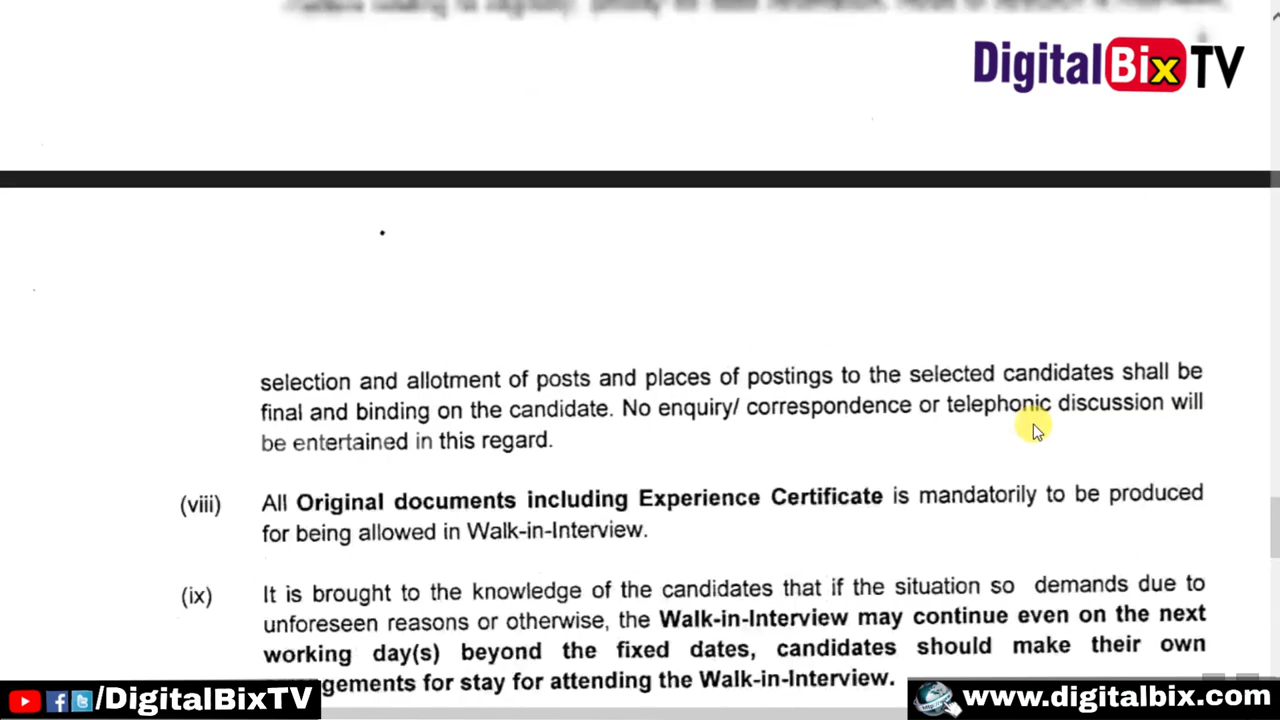 DigitalBixTV
selection and allotment of posts and places of postings to the selected candidates shall be
final and binding on the candidate. No enquiry/ correspondence or telephonic discussion will
be entertained in this regard.
(viii) All Original documents including Experience Certificate is mandatorily to be produced
for being allowed in Walk-in-Interview.
(ix) It is brought to the knowledge of the candidates that if the situation so demands due to
unforeseen reasons or otherwise, the Walk-in-Interview may continue even on the next
working day(s) beyond the fixed dates, candidates should make their own
gements for stay for attending the Walk-in-Interview.
/DigitalBixTV
www.digitalbix.com